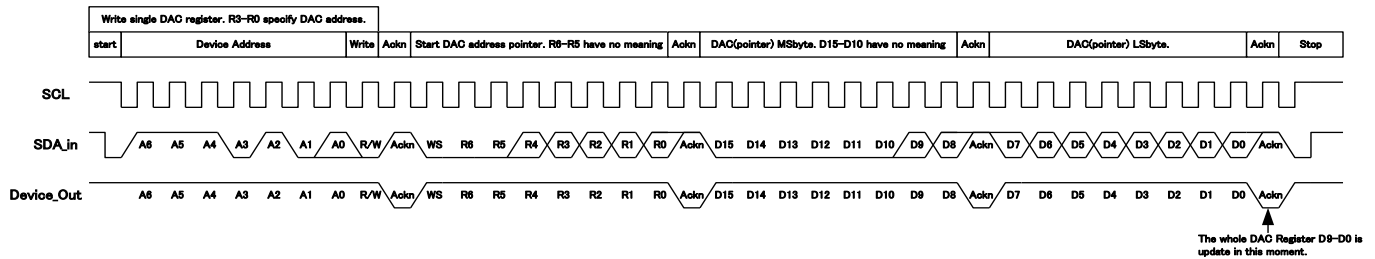 Write single DAC register. R3-R0 specify DAC address.
start Device Address Write Ackn Start DAC address pointer. R6-R5 have no meaning Ackn DAC(pointer) MSbyte. D15-D10 have no meaning Ackn DAC(pointer) LSbyte. Ackn Stop
SCL
SDA_in A6 A5 A4 A3 A2 A1 A0 R/W Ackn WS R6 R5 R4 R3 R2 R1 R0 Ackn D15 D14 D13 D12 D11 D10 D9 D8 Ackn D7 D6 D5 D4 D3 D2 D1 D0 Ackn
Device_Out A6 A5 A4 A3 A2 A1 A0 R/W Ackn WS R6 R5 R4 R3 R2 R1 R0 Ackn D15 D14 D13 D12 D11 D10 D9 D8 Ackn D7 D6 D5 D4 D3 D2 D1 D0 Ackn
The whole DAC Register D9-D0 is
update in this moment.